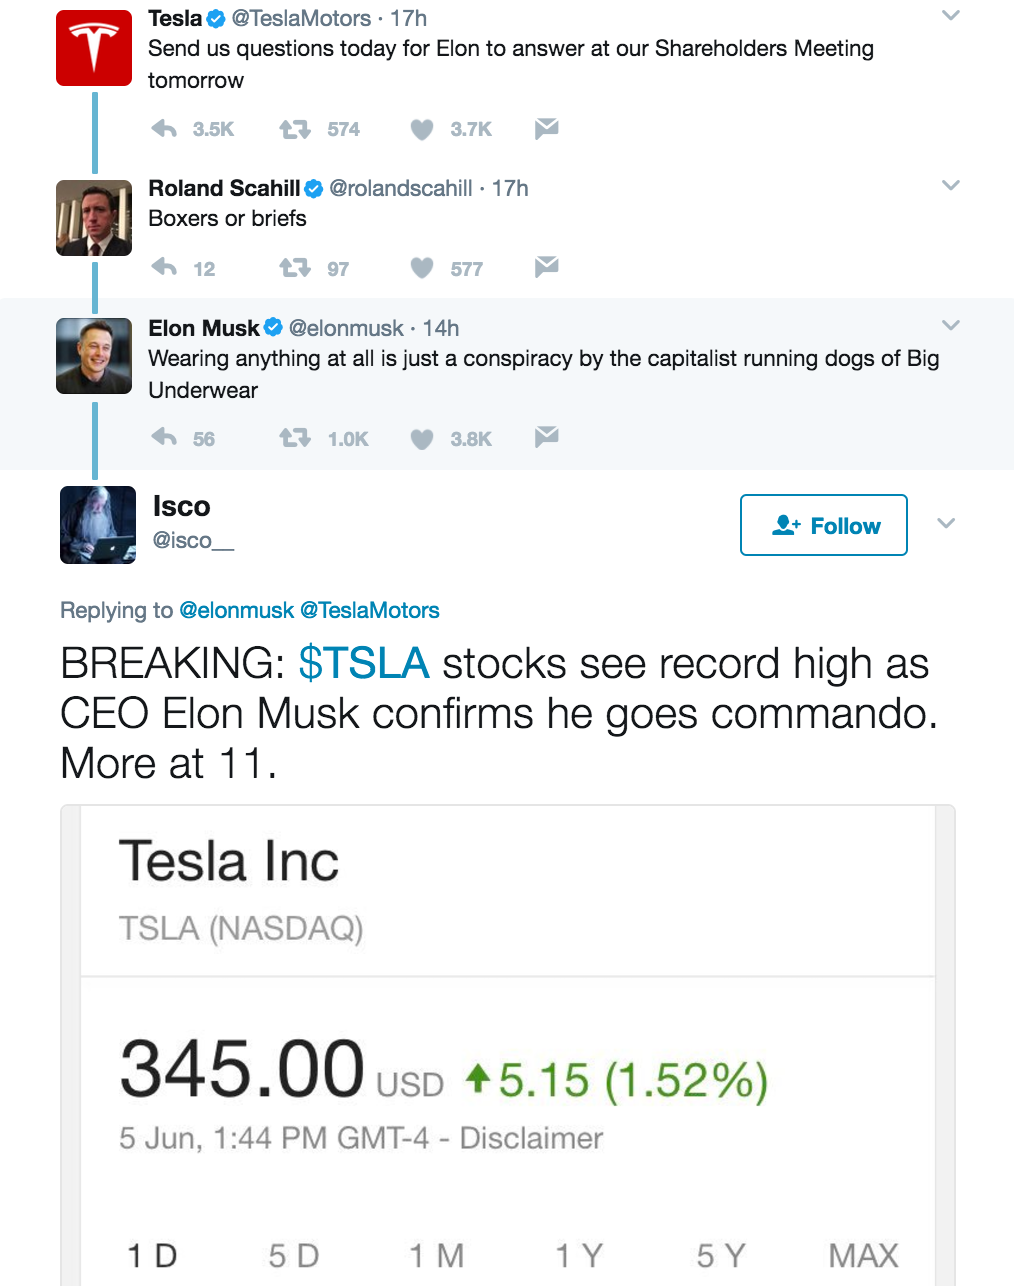 Tesla @TeslaMotors · 17h
Send us questions today for Elon to answer at our Shareholders Meeting
tomorrow
3.5K 574 3.7K
Roland Scahill @rolandscahill · 17h
Boxers or briefs
12 97 577
Elon Musk @elonmusk · 14h
Wearing anything at all is just a conspiracy by the capitalist running dogs of Big
Underwear
56 1.0K 3.8K
Isco
@isco__
Follow
Replying to @elonmusk @TeslaMotors
BREAKING: $TSLA stocks see record high as
CEO Elon Musk confirms he goes commando.
More at 11.
Tesla Inc
TSLA (NASDAQ)
345.00 USD ↑5.15 (1.52%)
5 Jun, 1:44 PM GMT-4 - Disclaimer
1 D 5 D 1 M 1 Y 5 Y MAX